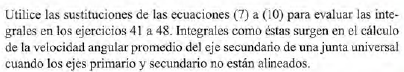 Utilice las sustituciones de las ecuaciones (7) a (10) para evaluar las inte-
grales en los ejercicios 41 a 48. Integrales como éstas surgen en el cálculo
de la velocidad angular promedio del eje secundario de una junta universal
cuando los ejes primario y secundario no están alineados.